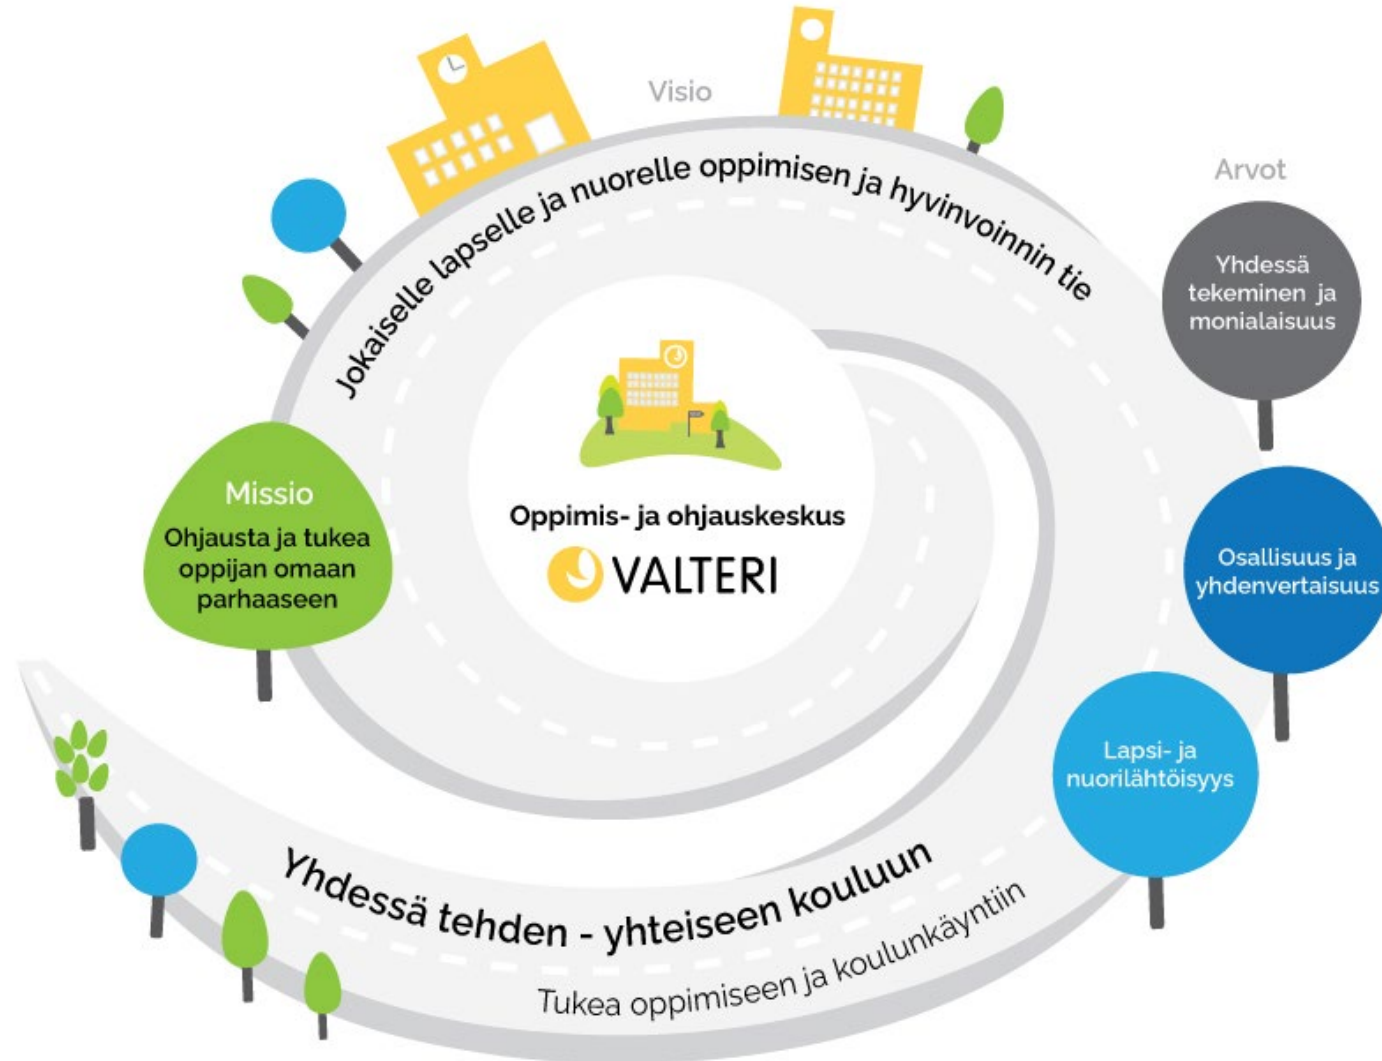 Visio
Jokaiselle lapselle ja nuorelle oppimisen ja hyvinvoinnin tie
Arvot
Yhdessä
tekeminen ja
monialaisuus
Osallisuus ja
yhdenvertaisuus
Lapsi- ja
nuorilähtöisyys
Missio
Ohjausta ja tukea
oppijan omaan
parhaaseen
Oppimis- ja ohjauskeskus
VALTERI
Yhdessä tehden - yhteiseen kouluun
Tukea oppimiseen ja koulunkäyntiin